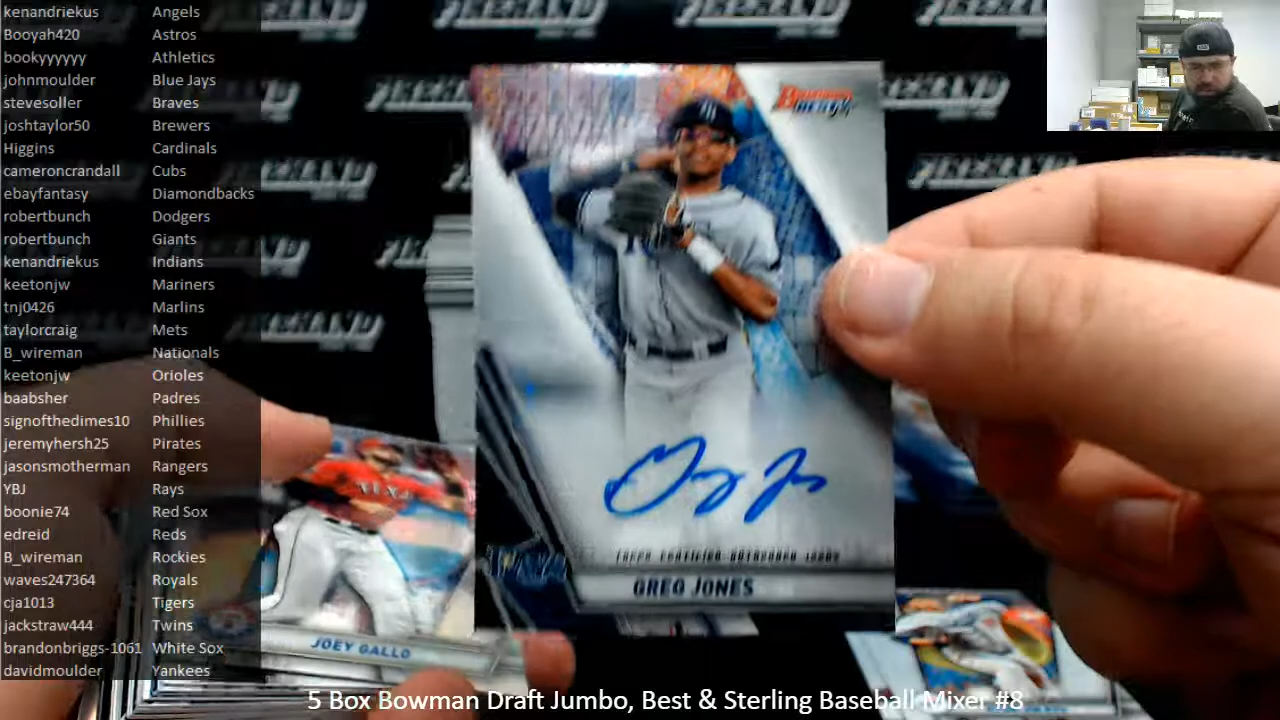 kenandriekus Angels
Booyah420 Astros
bookyyyyyy Athletics
johnmoulder Blue Jays
stevesoller Braves
joshtaylor50 Brewers
Higgins Cardinals
cameroncrandall Cubs
ebayfantasy Diamondbacks
robertbunch Dodgers
robertbunch Giants
kenandriekus Indians
keetonjw Mariners
tnj0426 Marlins
taylorcraig Mets
B_wireman Nationals
keetonjw Orioles
baabsher Padres
signofthedimes10 Phillies
jeremyhersh25 Pirates
jasonsmotherman Rangers
YBJ Rays
boonie74 Red Sox
edreid Reds
B_wireman Rockies
waves247364 Royals
cja1013 Tigers
jackstraw444 Twins
brandonbriggs-1061 White Sox
davidmoulder Yankees
Bowman
Best
TOPPS CERTIFIED AUTOGRAPH ISSUE
GREG JONES
JOEY GALLO
5 Box Bowman Draft Jumbo, Best & Sterling Baseball Mixer #8